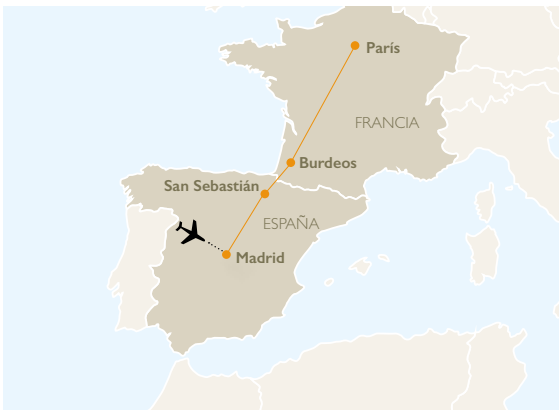 París
FRANCIA
Burdeos
San Sebastián
ESPAÑA
Madrid